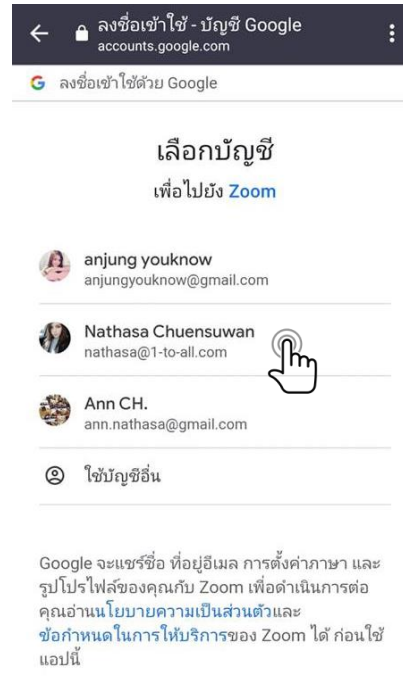 ลงชื่อเข้าใช้ - บัญชี Google
accounts.google.com
ลงชื่อเข้าใช้ด้วย Google
เลือกบัญชี
เพื่อไปยัง Zoom
anjung youknow
anjungyouknow@gmail.com
Nathasa Chuensuwan
nathasa@1-to-all.com
Ann CH.
ann.nathasa@gmail.com
ใช้บัญชีอื่น
Google จะแชร์ชื่อ ที่อยู่อีเมล การตั้งค่าภาษา และ
รูปโปรไฟล์ของคุณกับ Zoom เพื่อดำเนินการต่อ
คุณอ่านนโยบายความเป็นส่วนตัวและ
ข้อกำหนดในการให้บริการของ Zoom ได้ ก่อนใช้
แอปนี้